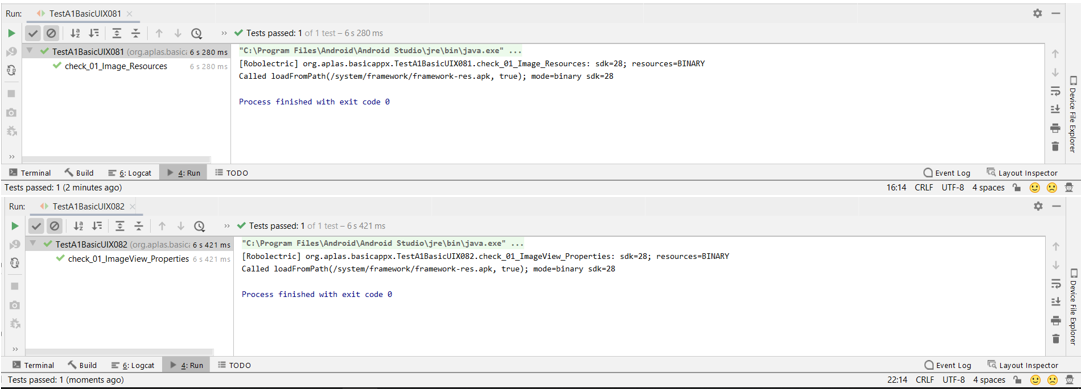 Run: TestA1BasicUIX081
Tests passed: 1 of 1 test – 6 s 280 ms
TestA1BasicUIX081 (org.aplas.basica 6 s 280 ms
check_01_Image_Resources 6 s 280 ms
"C:\Program Files\Android\Android Studio\jre\bin\java.exe" ...
[Robolectric] org.aplas.basicappx.TestA1BasicUIX081.check_01_Image_Resources: sdk=28; resources=BINARY
Called loadFromPath(/system/framework/framework-res.apk, true); mode=binary sdk=28
Process finished with exit code 0
Device File Explorer
Terminal Build 6: Logcat 4: Run TODO Event Log Layout Inspector
Tests passed: 1 (2 minutes ago) 16:14 CRLF UTF-8 4 spaces
Run: TestA1BasicUIX082
Tests passed: 1 of 1 test – 6 s 421 ms
TestA1BasicUIX082 (org.aplas.basica 6 s 421 ms
check_01_ImageView_Properties 6 s 421 ms
"C:\Program Files\Android\Android Studio\jre\bin\java.exe" ...
[Robolectric] org.aplas.basicappx.TestA1BasicUIX082.check_01_ImageView_Properties: sdk=28; resources=BINARY
Called loadFromPath(/system/framework/framework-res.apk, true); mode=binary sdk=28
Process finished with exit code 0
Device File Explorer
Terminal Build 6: Logcat 4: Run TODO Event Log Layout Inspector
Tests passed: 1 (moments ago) 22:14 CRLF UTF-8 4 spaces